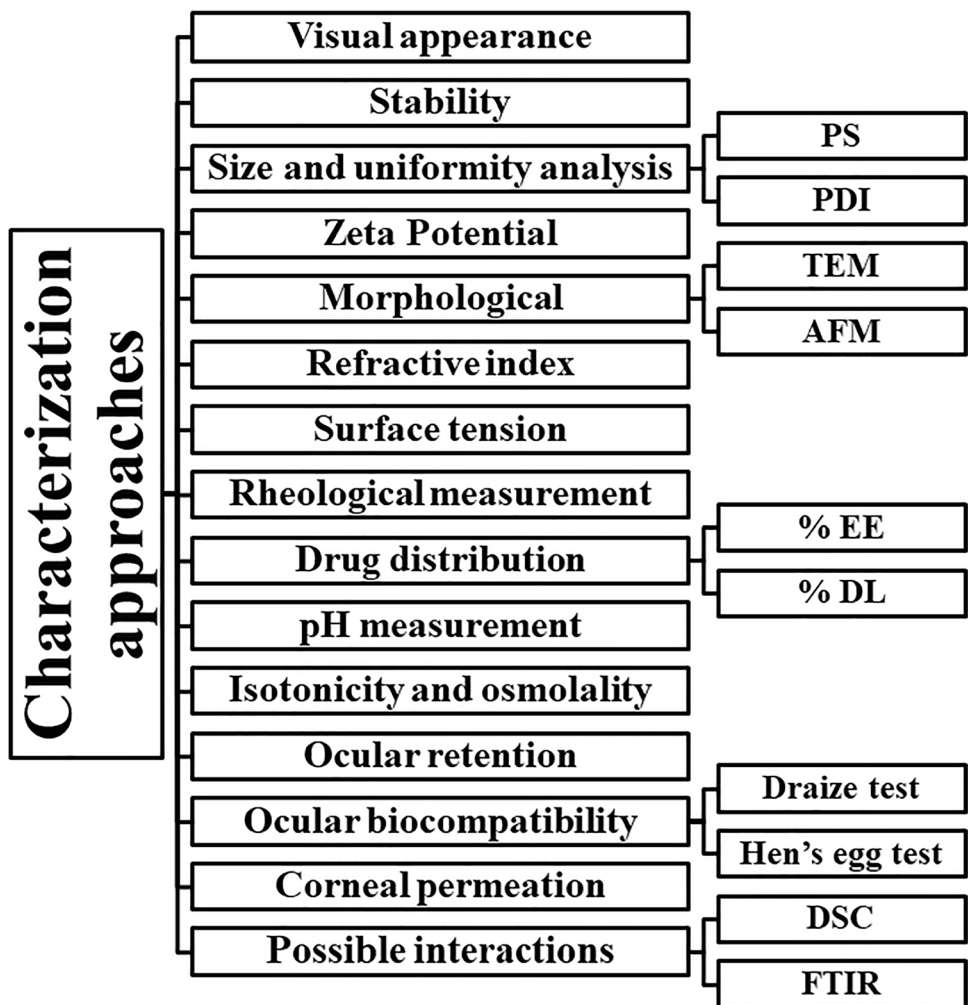 Characterization
approaches
Visual appearance
Stability
Size and uniformity analysis
PS
PDI
Zeta Potential
Morphological
TEM
AFM
Refractive index
Surface tension
Rheological measurement
Drug distribution
% EE
% DL
pH measurement
Isotonicity and osmolality
Ocular retention
Ocular biocompatibility
Draize test
Hen’s egg test
Corneal permeation
Possible interactions
DSC
FTIR